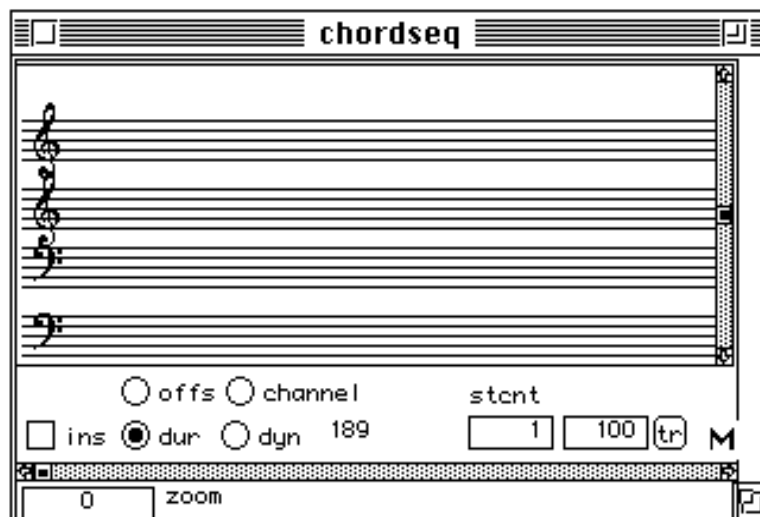 chordseq
offs channel
stcnt
ins dur dyn 189 1 100 tr M
0 zoom